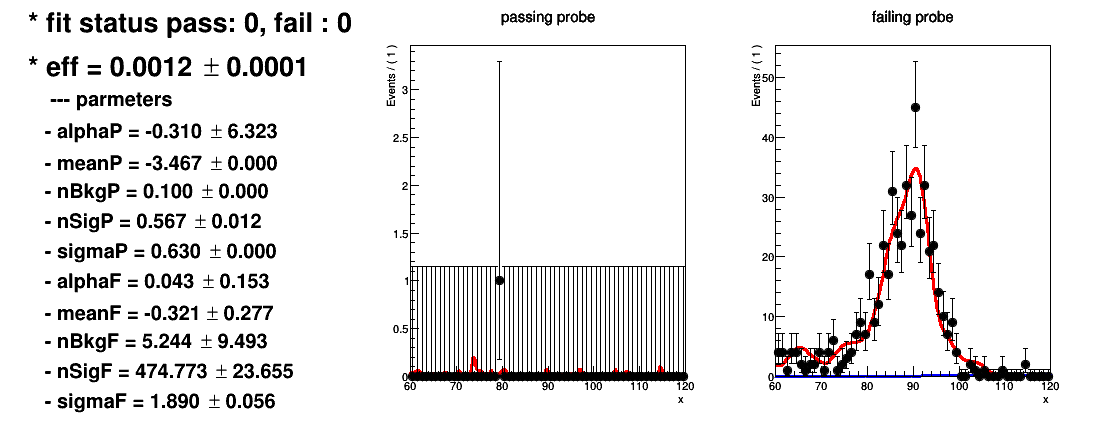 * fit status pass: 0, fail : 0
* eff = 0.0012 ± 0.0001
--- parmeters
- alphaP = -0.310 ± 6.323
- meanP = -3.467 ± 0.000
- nBkgP = 0.100 ± 0.000
- nSigP = 0.567 ± 0.012
- sigmaP = 0.630 ± 0.000
- alphaF = 0.043 ± 0.153
- meanF = -0.321 ± 0.277
- nBkgF = 5.244 ± 9.493
- nSigF = 474.773 ± 23.655
- sigmaF = 1.890 ± 0.056
passing probe
Events / ( 1 )
3
2.5
2
1.5
1
0.5
0
60 70 80 90 100 110 120
x
failing probe
Events / ( 1 )
50
40
30
20
10
0
60 70 80 90 100 110 120
x